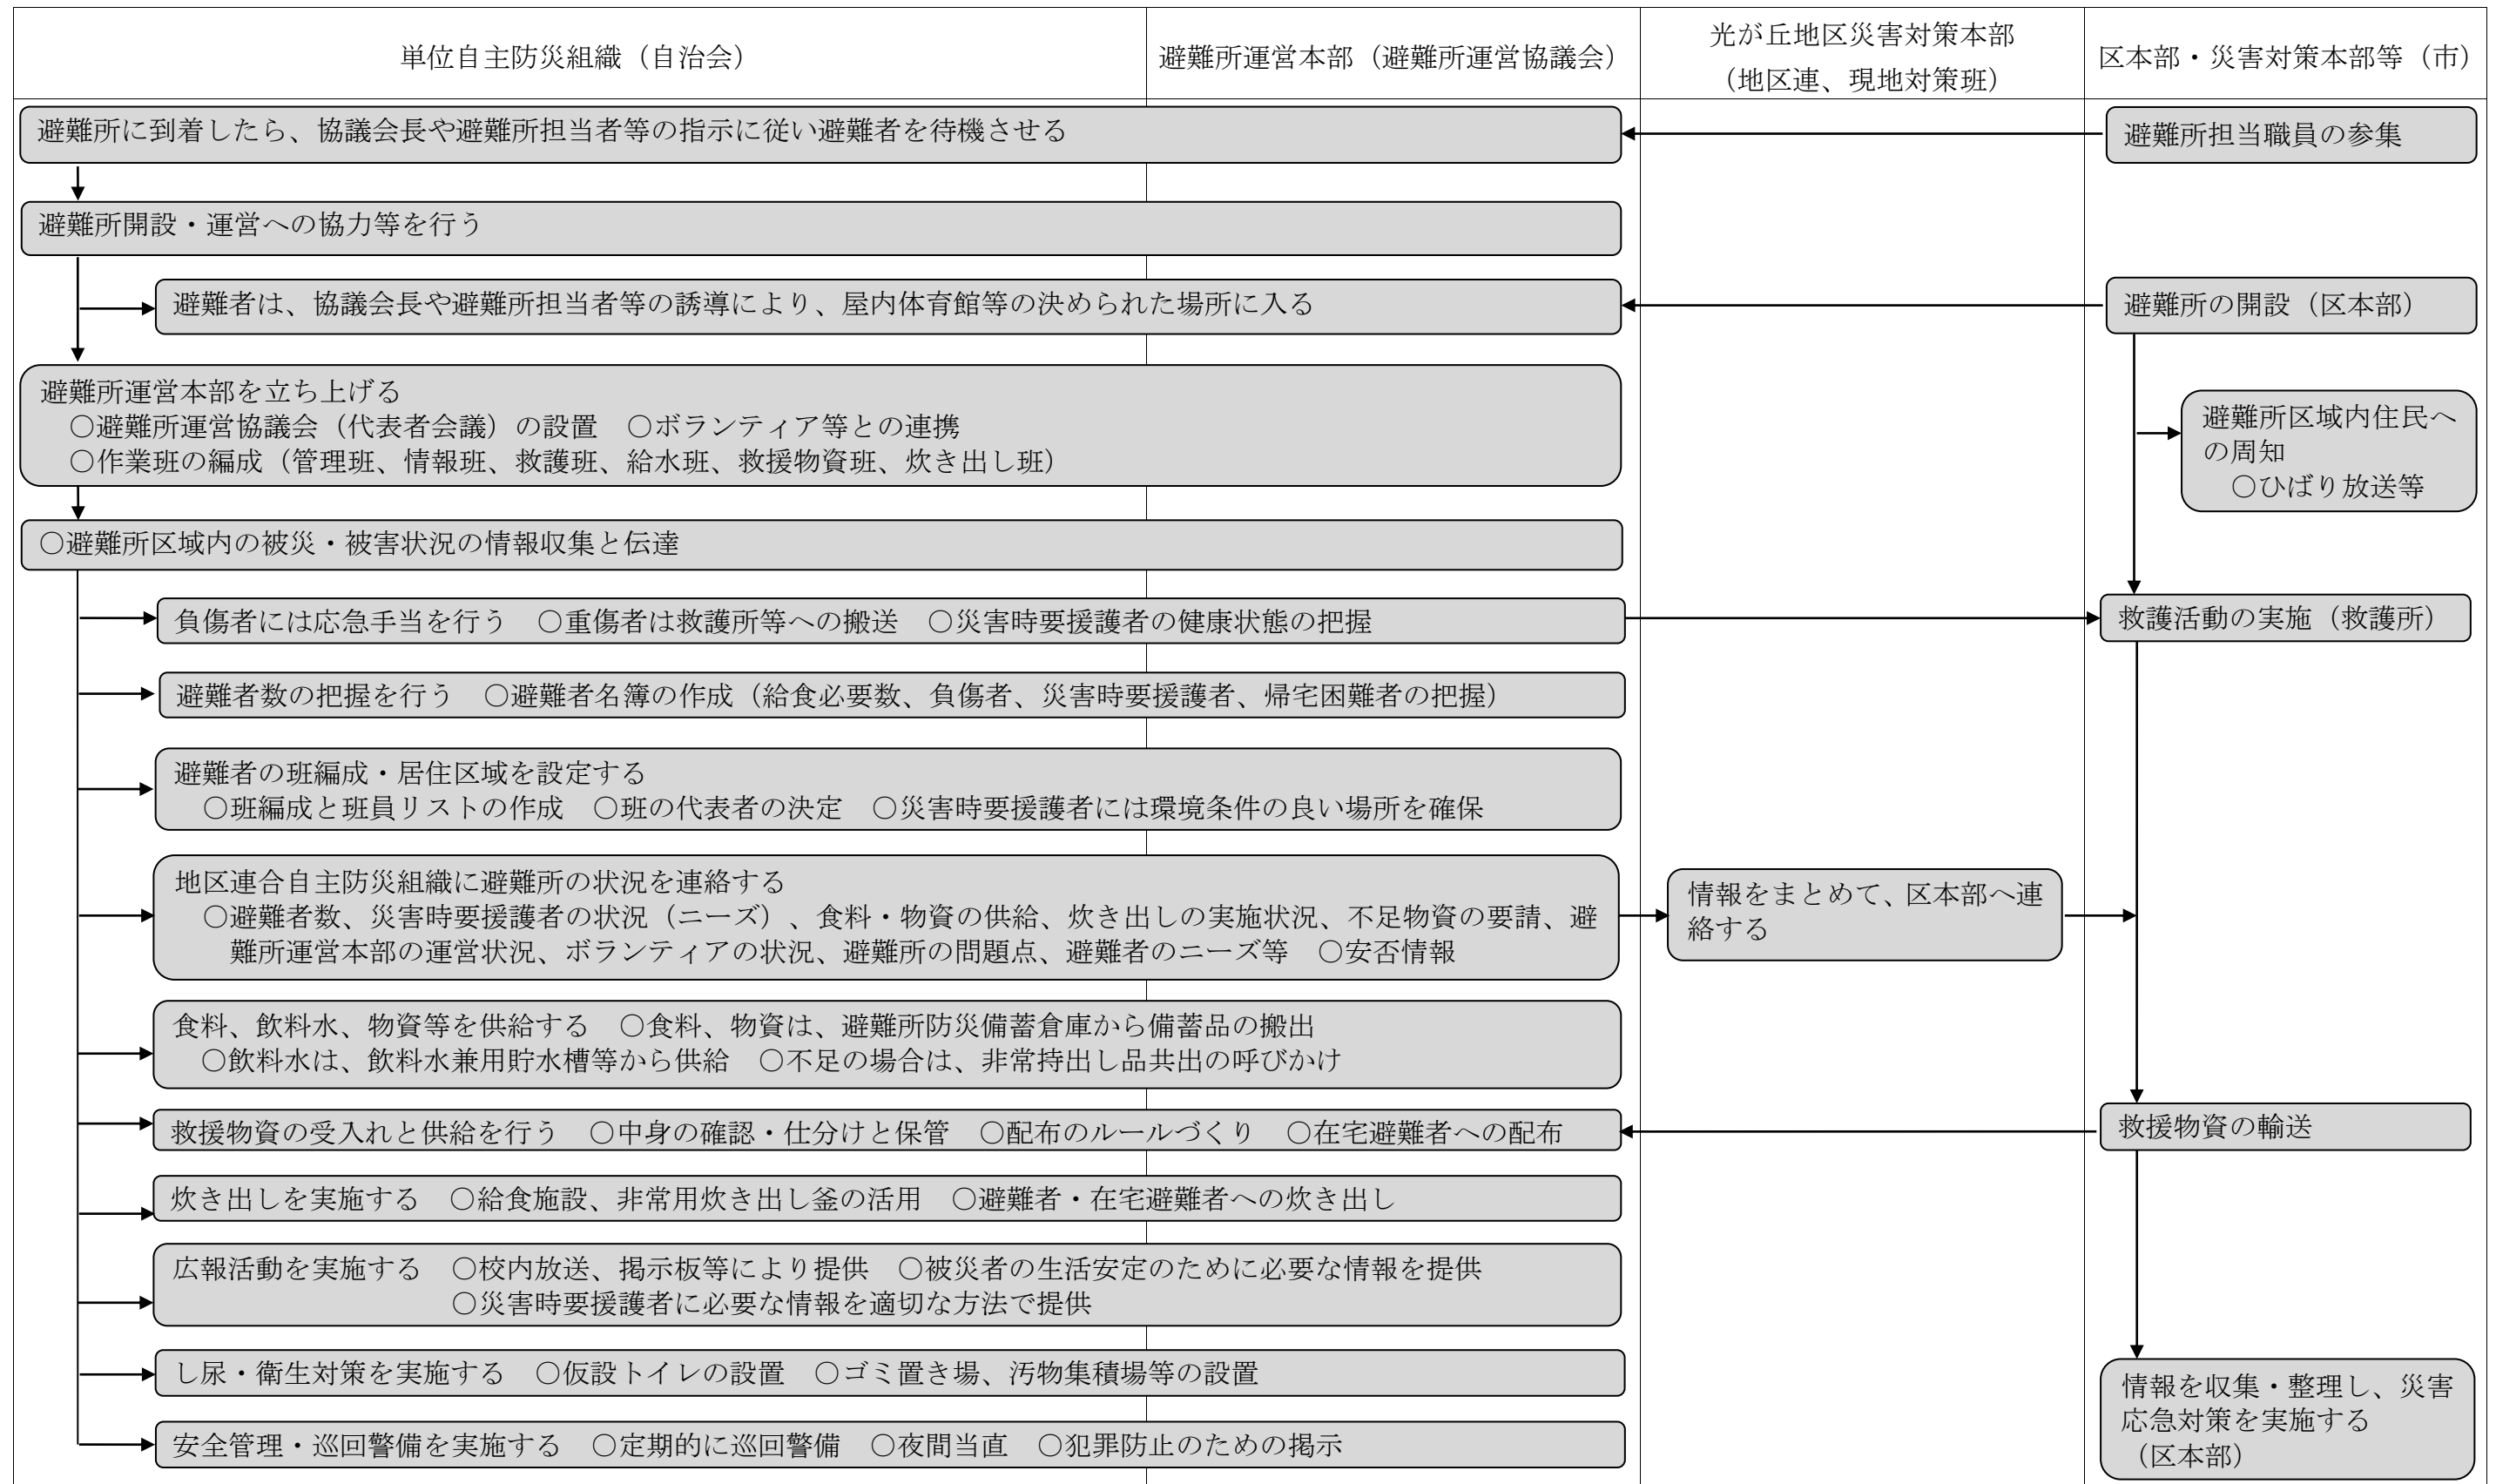 単位自主防災組織（自治会）
避難所運営本部（避難所運営協議会）
光が丘地区災害対策本部
（地区連、現地対策班）
区本部・災害対策本部等（市）
避難所に到着したら、協議会長や避難所担当者等の指示に従い避難者を待機させる
避難所担当職員の参集
避難所開設・運営への協力等を行う
避難者は、協議会長や避難所担当者等の誘導により、屋内体育館等の決められた場所に入る
避難所の開設（区本部）
避難所運営本部を立ち上げる
〇避難所運営協議会（代表者会議）の設置　〇ボランティア等との連携
〇作業班の編成（管理班、情報班、救護班、給水班、救援物資班、炊き出し班）
避難所区域内住民へ
の周知
〇ひばり放送等
〇避難所区域内の被災・被害状況の情報収集と伝達
負傷者には応急手当を行う　〇重傷者は救護所等への搬送　〇災害時要援護者の健康状態の把握
救護活動の実施（救護所）
避難者数の把握を行う　〇避難者名簿の作成（給食必要数、負傷者、災害時要援護者、帰宅困難者の把握）
避難者の班編成・居住区域を設定する
〇班編成と班員リストの作成　〇班の代表者の決定　〇災害時要援護者には環境条件の良い場所を確保
地区連合自主防災組織に避難所の状況を連絡する
〇避難者数、災害時要援護者の状況（ニーズ）、食料・物資の供給、炊き出しの実施状況、不足物資の要請、避
難所運営本部の運営状況、ボランティアの状況、避難所の問題点、避難者のニーズ等　〇安否情報
情報をまとめて、区本部へ連
絡する
食料、飲料水、物資等を供給する　〇食料、物資は、避難所防災備蓄倉庫から備蓄品の搬出
〇飲料水は、飲料水兼用貯水槽等から供給　〇不足の場合は、非常持出し品共出の呼びかけ
救援物資の受入れと供給を行う　〇中身の確認・仕分けと保管　〇配布のルールづくり　〇在宅避難者への配布
救援物資の輸送
炊き出しを実施する　〇給食施設、非常用炊き出し釜の活用　〇避難者・在宅避難者への炊き出し
広報活動を実施する　〇校内放送、掲示板等により提供　〇被災者の生活安定のために必要な情報を提供
〇災害時要援護者に必要な情報を適切な方法で提供
し尿・衛生対策を実施する　〇仮設トイレの設置　〇ゴミ置き場、汚物集積場等の設置
情報を収集・整理し、災害
応急対策を実施する
（区本部）
安全管理・巡回警備を実施する　〇定期的に巡回警備　〇夜間当直　〇犯罪防止のための掲示